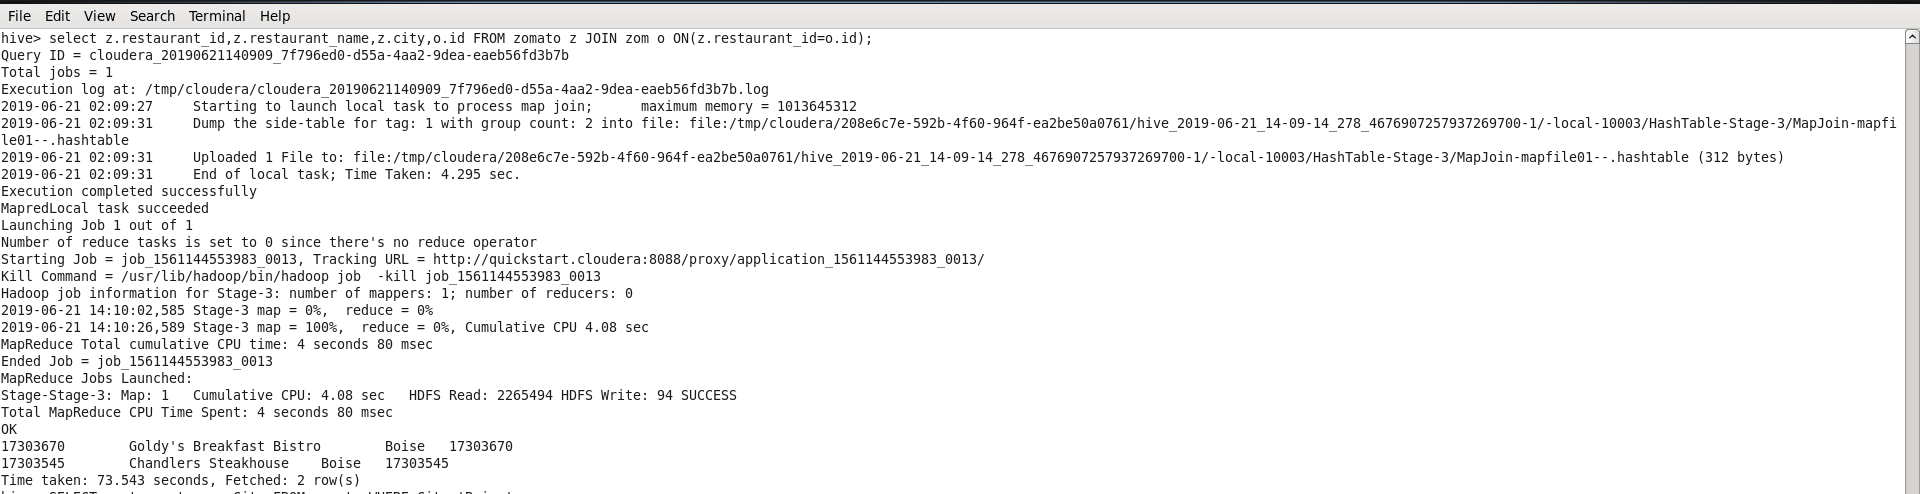 File Edit View Search Terminal Help
hive> select z.restaurant_id,z.restaurant_name,z.city,o.id FROM zomato z JOIN zom o ON(z.restaurant_id=o.id);
Query ID = cloudera_20190621140909_7f796ed0-d55a-4aa2-9dea-eaeb56fd3b7b
Total jobs = 1
Execution log at: /tmp/cloudera/cloudera_20190621140909_7f796ed0-d55a-4aa2-9dea-eaeb56fd3b7b.log
2019-06-21 02:09:27     Starting to launch local task to process map join;      maximum memory = 1013645312
2019-06-21 02:09:31     Dump the side-table for tag: 1 with group count: 2 into file: file:/tmp/cloudera/208e6c7e-592b-4f60-964f-ea2be50a0761/hive_2019-06-21_14-09-14_278_4676907257937269700-1/-local-10003/HashTable-Stage-3/MapJoin-mapfi
le01--.hashtable
2019-06-21 02:09:31     Uploaded 1 File to: file:/tmp/cloudera/208e6c7e-592b-4f60-964f-ea2be50a0761/hive_2019-06-21_14-09-14_278_4676907257937269700-1/-local-10003/HashTable-Stage-3/MapJoin-mapfile01--.hashtable (312 bytes)
2019-06-21 02:09:31     End of local task; Time Taken: 4.295 sec.
Execution completed successfully
MapredLocal task succeeded
Launching Job 1 out of 1
Number of reduce tasks is set to 0 since there's no reduce operator
Starting Job = job_1561144553983_0013, Tracking URL = http://quickstart.cloudera:8088/proxy/application_1561144553983_0013/
Kill Command = /usr/lib/hadoop/bin/hadoop job  -kill job_1561144553983_0013
Hadoop job information for Stage-3: number of mappers: 1; number of reducers: 0
2019-06-21 14:10:02,585 Stage-3 map = 0%,  reduce = 0%
2019-06-21 14:10:26,589 Stage-3 map = 100%,  reduce = 0%, Cumulative CPU 4.08 sec
MapReduce Total cumulative CPU time: 4 seconds 80 msec
Ended Job = job_1561144553983_0013
MapReduce Jobs Launched:
Stage-Stage-3: Map: 1   Cumulative CPU: 4.08 sec   HDFS Read: 2265494 HDFS Write: 94 SUCCESS
Total MapReduce CPU Time Spent: 4 seconds 80 msec
OK
17303670        Goldy's Breakfast Bistro        Boise   17303670
17303545        Chandlers Steakhouse    Boise   17303545
Time taken: 73.543 seconds, Fetched: 2 row(s)